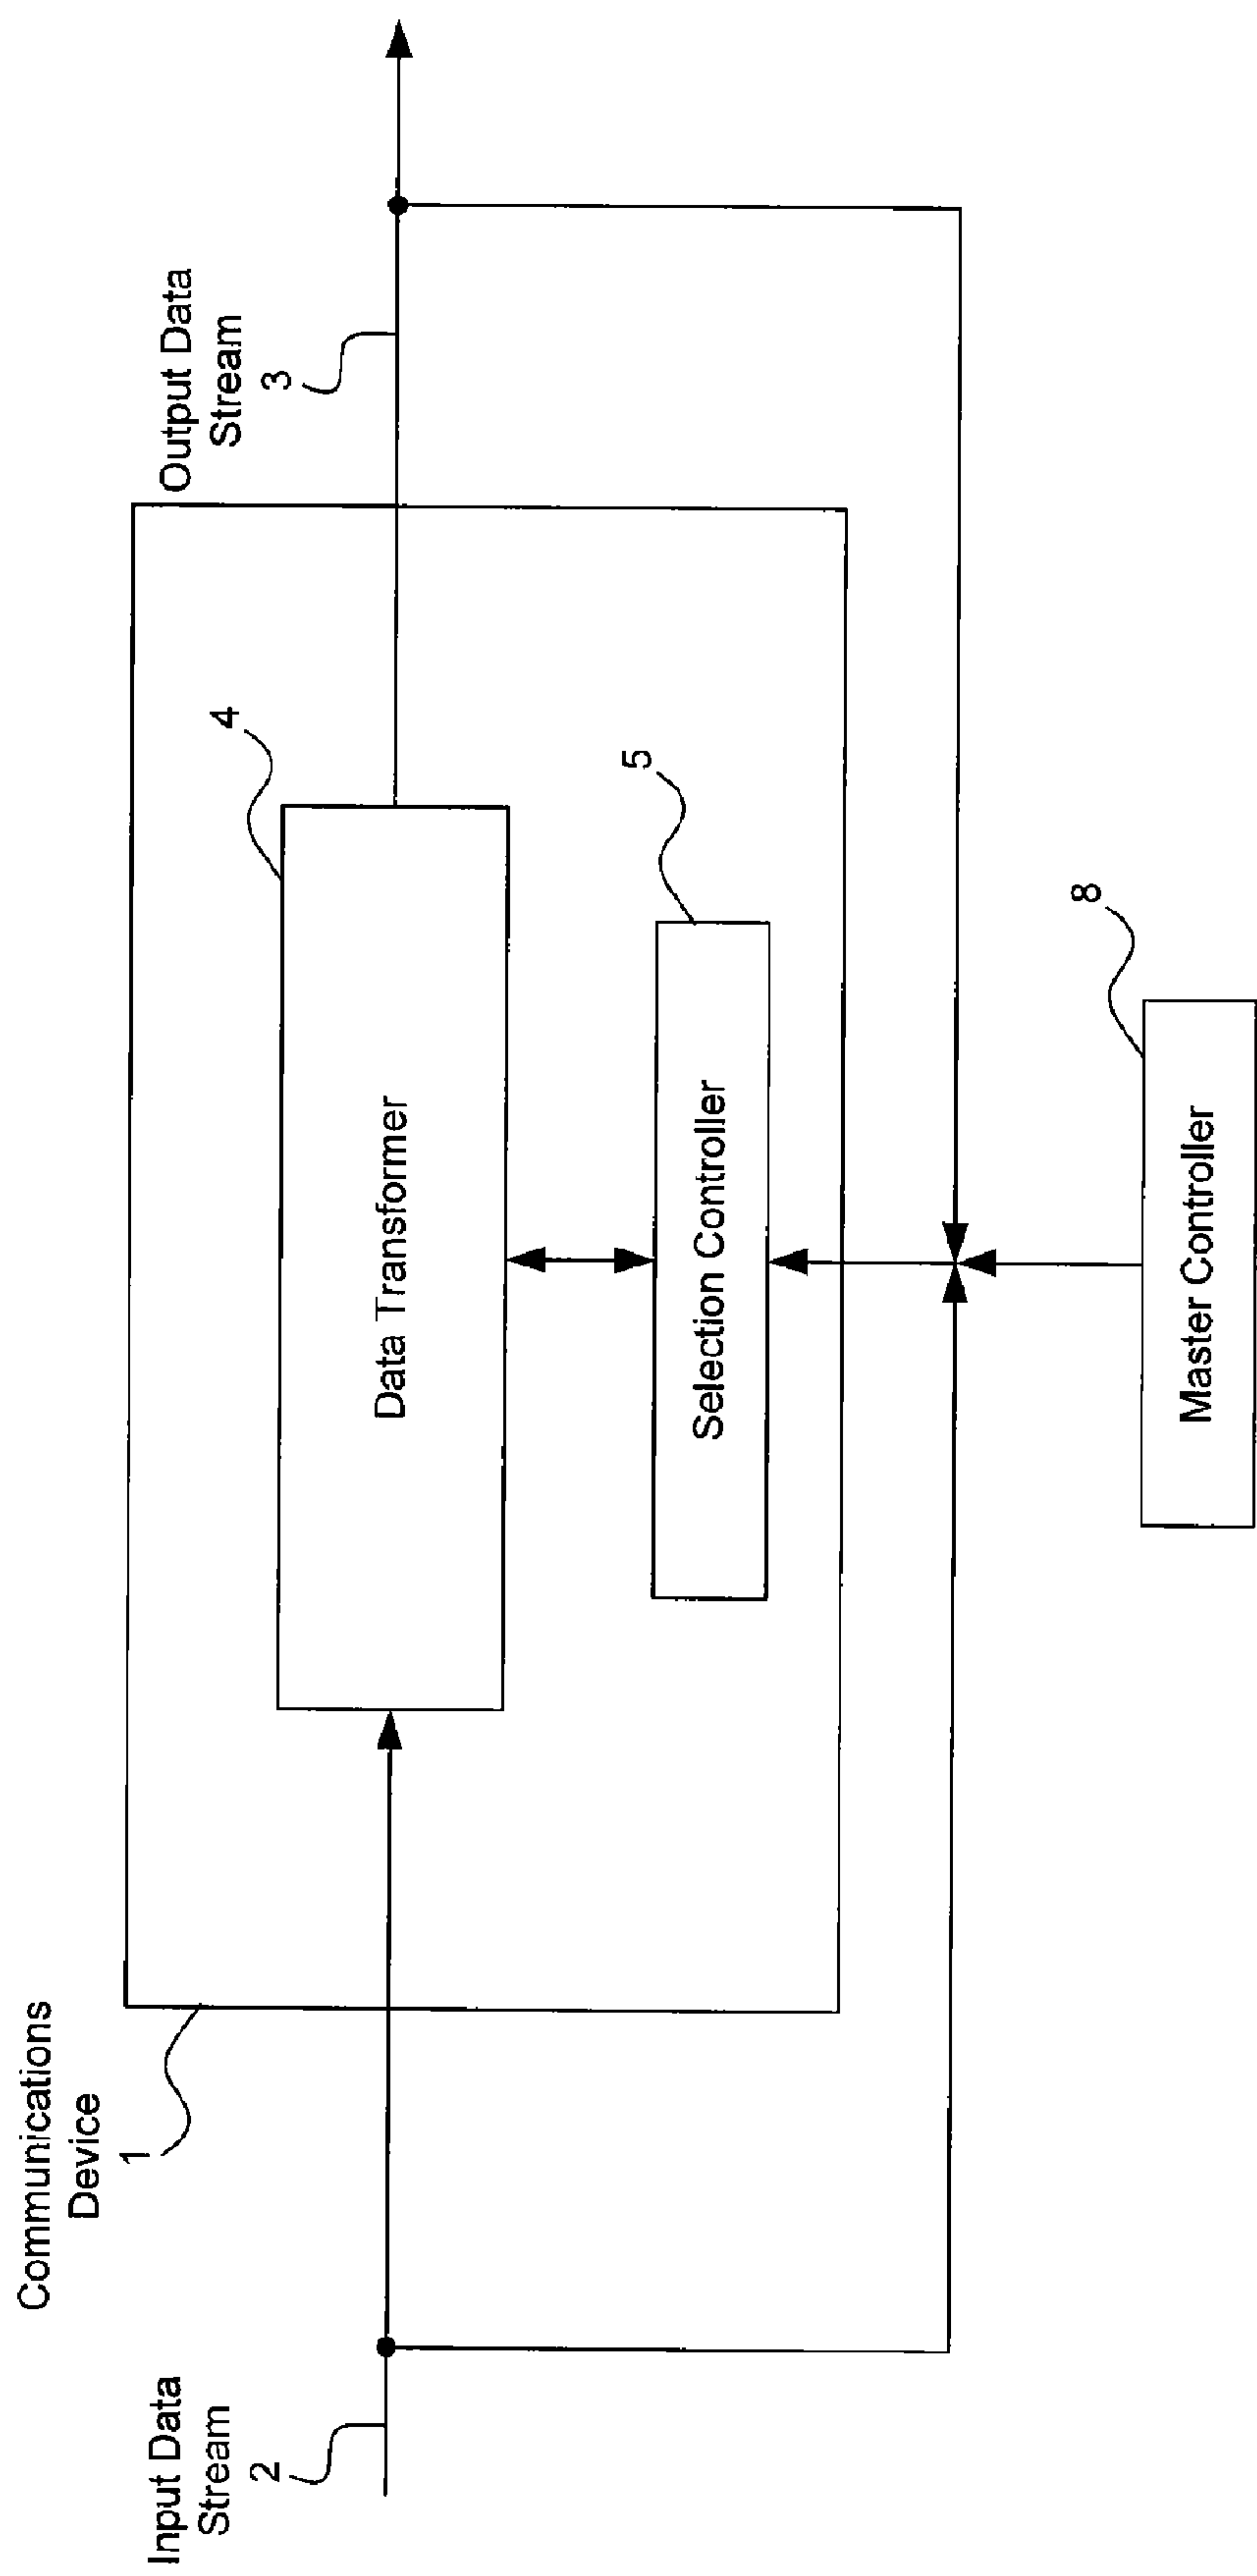 Communications
Device
1
Input Data
Stream
2
Output Data
Stream
3
4
Data Transformer
5
Selection Controller
8
Master Controller